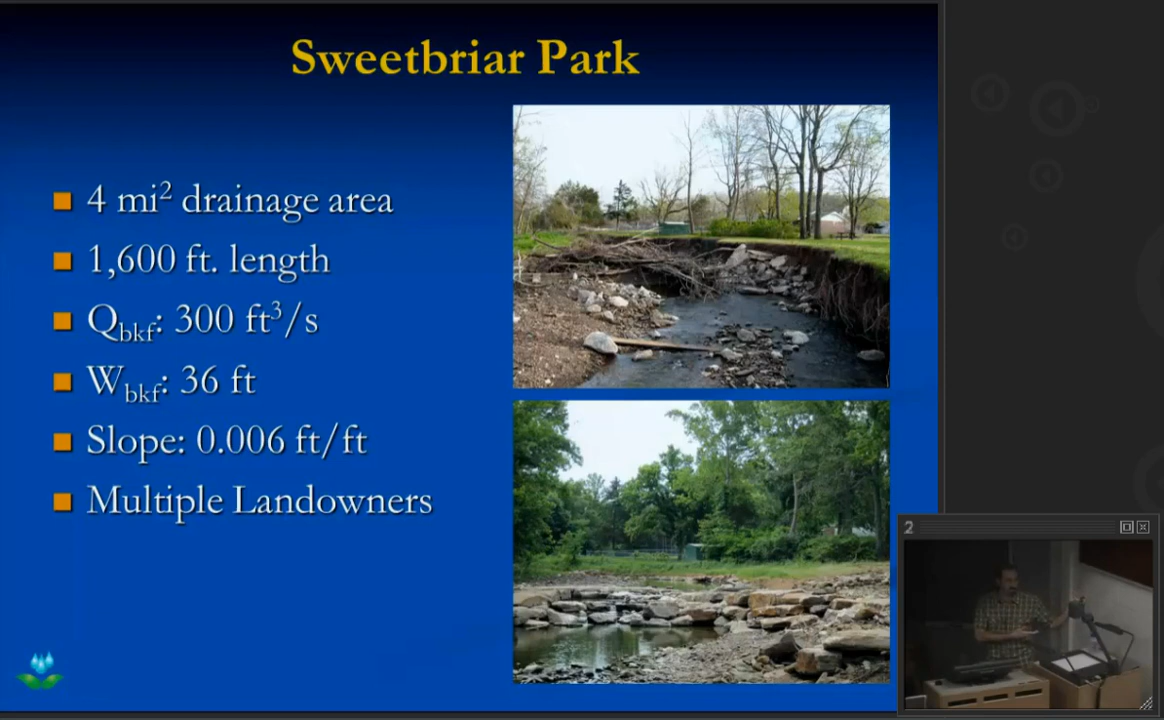 Sweetbriar Park
4 mi² drainage area
1,600 ft. length
Qbkf: 300 ft³/s
Wbkf: 36 ft
Slope: 0.006 ft/ft
Multiple Landowners
2